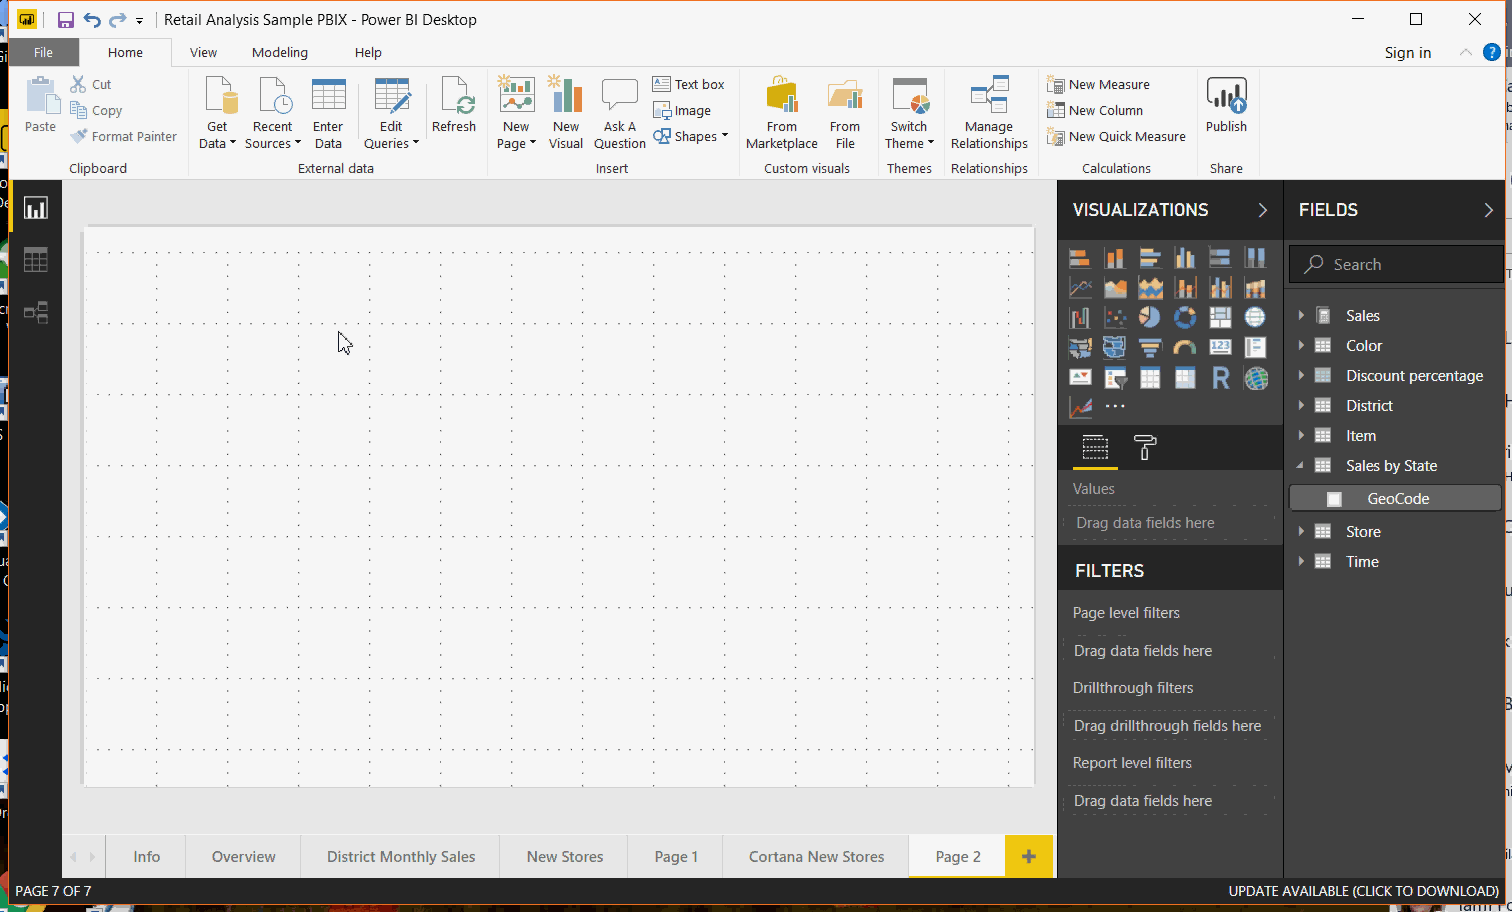 Retail Analysis Sample PBIX - Power BI Desktop
File Home View Modeling Help Sign in ?
Paste
Cut
Copy
Format Painter
Clipboard
Get Data
Recent Sources
Enter Data
Edit Queries
Refresh
External data
New Page
New Visual
Ask A Question
Text box
Image
Shapes
Insert
From Marketplace
From File
Custom visuals
Switch Theme
Themes
Manage Relationships
Relationships
New Measure
New Column
New Quick Measure
Calculations
Publish
Share
VISUALIZATIONS
123
R
Values
Drag data fields here
FILTERS
Page level filters
Drag data fields here
Drillthrough filters
Drag drillthrough fields here
Report level filters
Drag data fields here
FIELDS
Search
Sales
Color
Discount percentage
District
Item
Sales by State
GeoCode
Store
Time
Info Overview District Monthly Sales New Stores Page 1 Cortana New Stores Page 2 +
PAGE 7 OF 7 UPDATE AVAILABLE (CLICK TO DOWNLOAD)